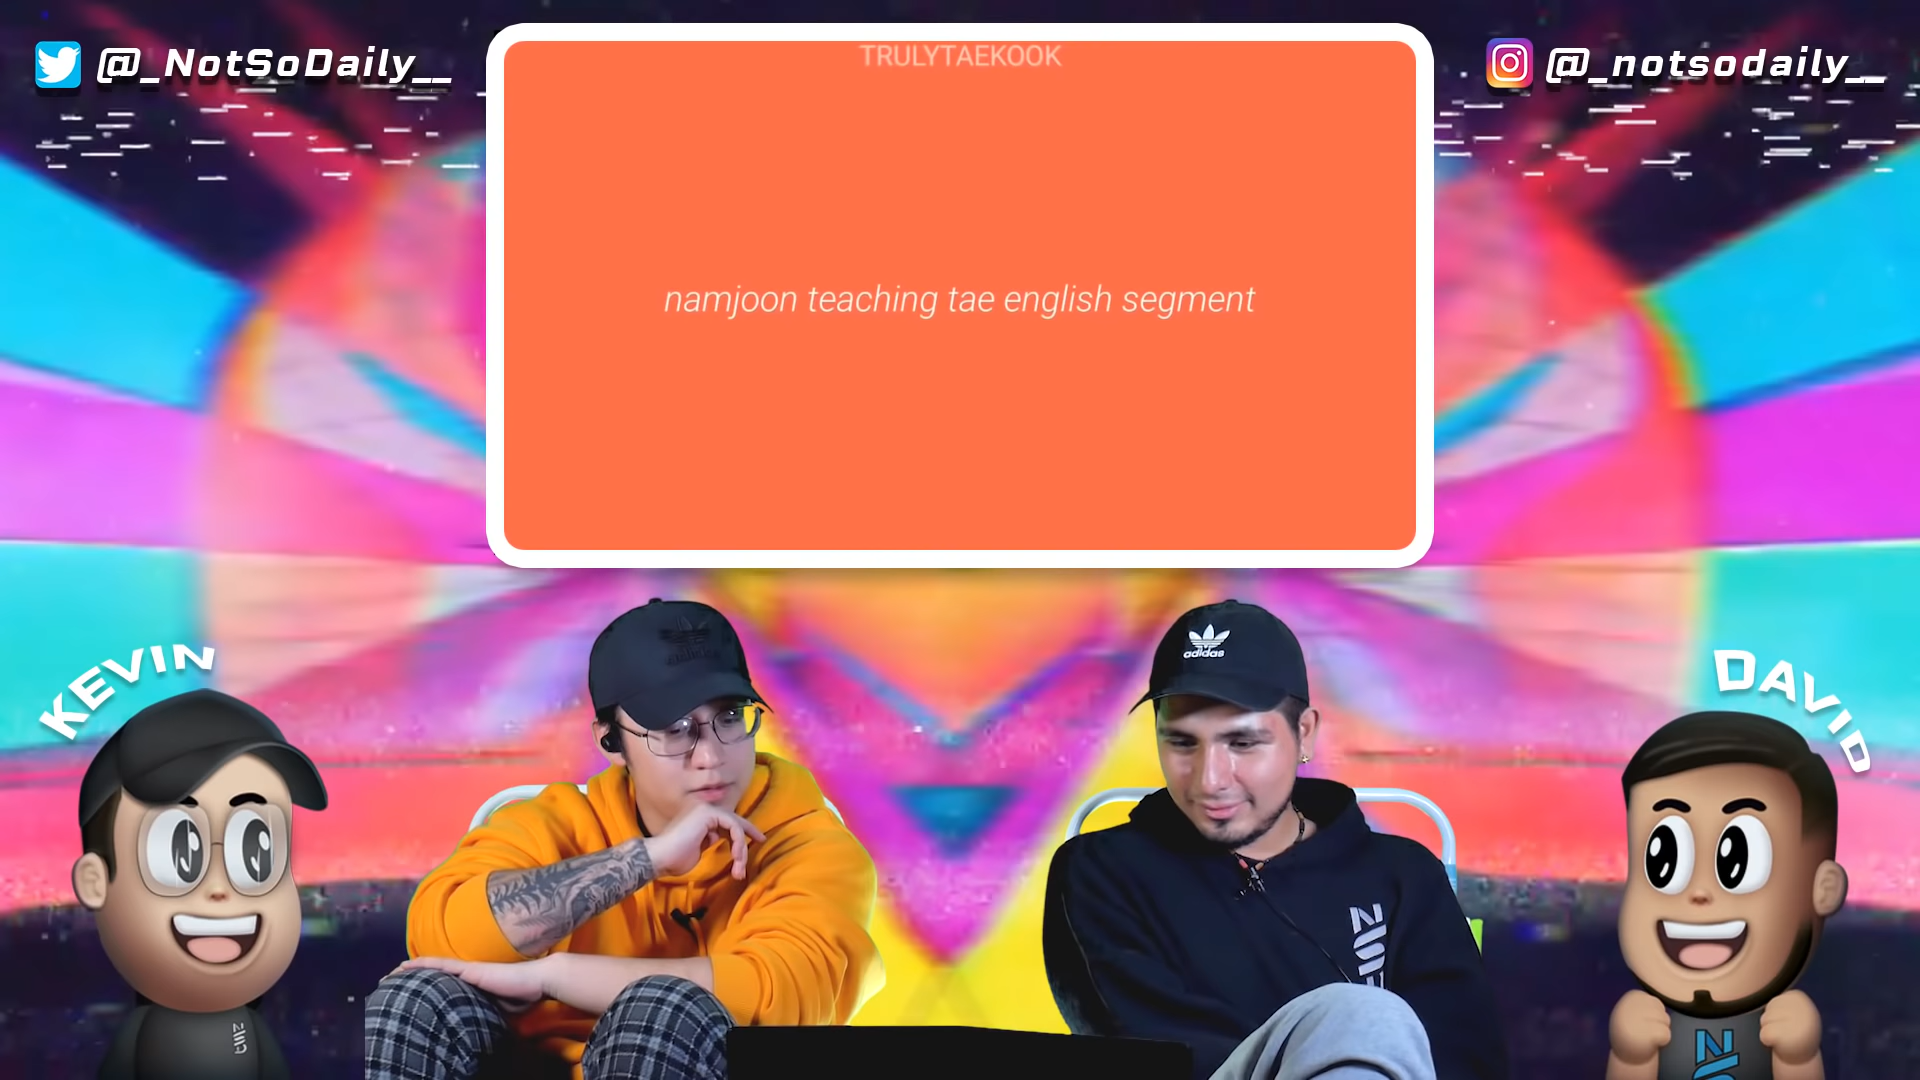 @_NotSoDaily__
TRULYTAEKOOK
@_notsodaily__
namjoon teaching tae english segment
KEVIN
DAVID
adidas